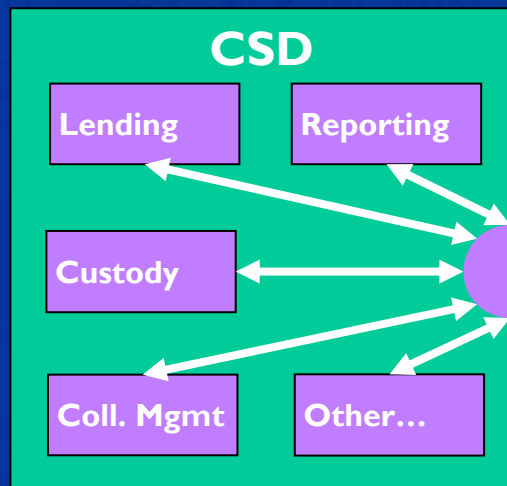 CSD
Lending
Reporting
Custody
Coll. Mgmt
Other…